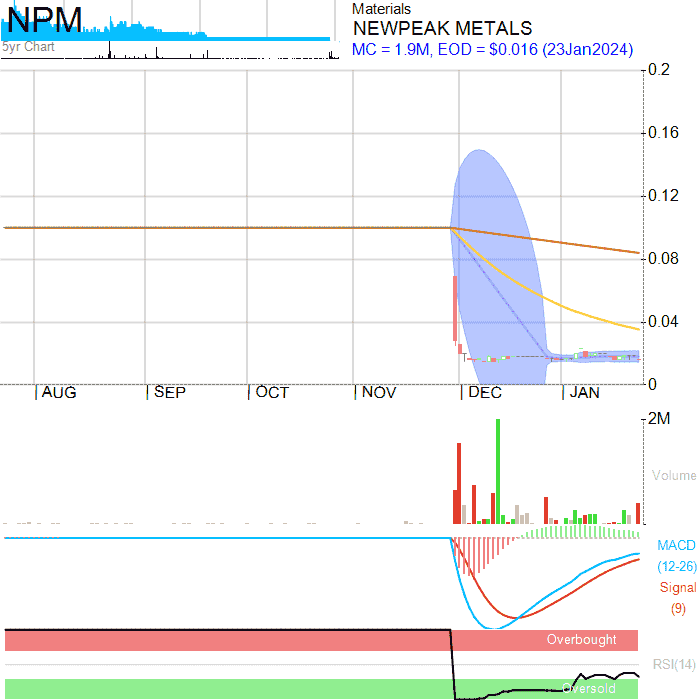 NPM
5yr Chart
Materials
NEWPEAK METALS
MC = 1.9M, EOD = $0.016 (23Jan2024)
0.2
0.16
0.12
0.08
0.04
0
AUG SEP OCT NOV DEC JAN
2M
Volume
MACD
(12-26)
Signal
(9)
Overbought
RSI(14)
Oversold